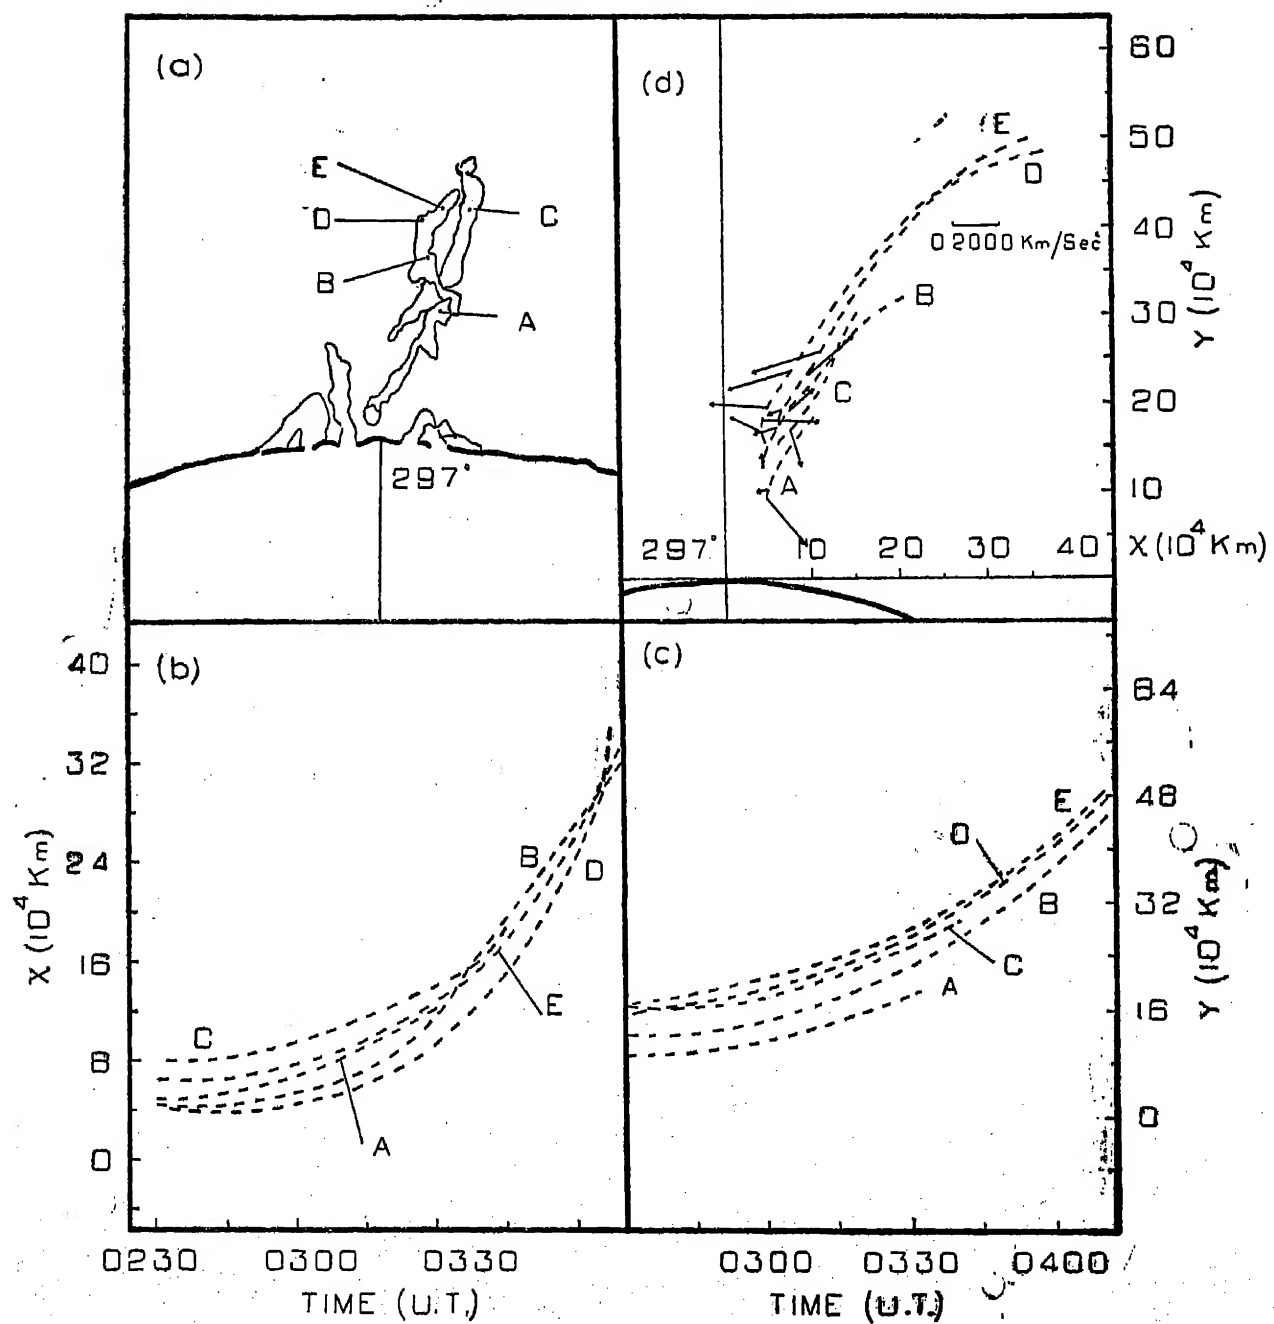 (a)
E
D
C
B
A
297°
(d)
E
D
0 2000 Km/Sec
B
C
A
60
50
40
30
20
10
Y (10⁴ Km)
297°
10 20 30 40 X (10⁴ Km)
(b)
40
32
24
16
8
0
X (10⁴ Km)
B
D
C
E
A
0230 0300 0330
TIME (U.T.)
(c)
64
48
32
16
0
Y (10⁴ Km)
E
D
B
C
A
0300 0330 0400
TIME (U.T.)